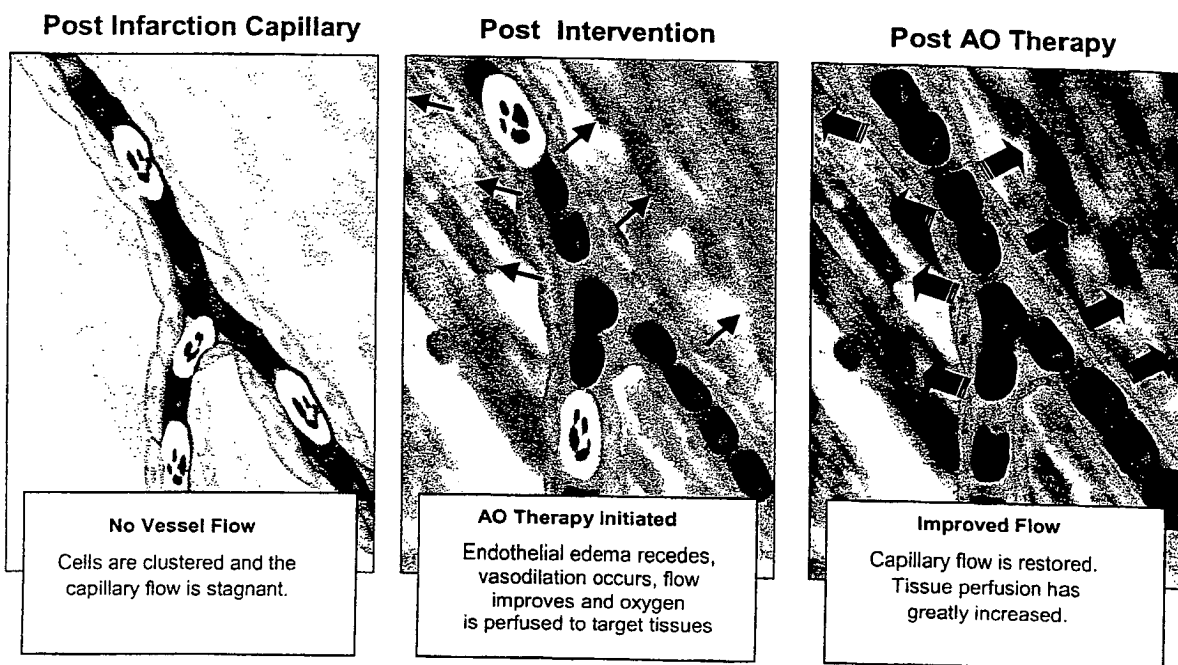 Post Infarction Capillary
No Vessel Flow
Cells are clustered and the
capillary flow is stagnant.
Post Intervention
AO Therapy Initiated
Endothelial edema recedes,
vasodilation occurs, flow
improves and oxygen
is perfused to target tissues
Post AO Therapy
Improved Flow
Capillary flow is restored.
Tissue perfusion has
greatly increased.